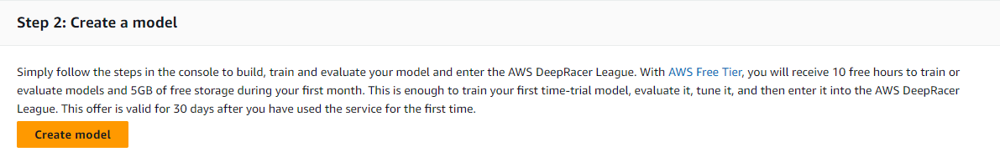 Step 2: Create a model
Simply follow the steps in the console to build, train and evaluate your model and enter the AWS DeepRacer League. With AWS Free Tier, you will receive 10 free hours to train or
evaluate models and 5GB of free storage during your first month. This is enough to train your first time-trial model, evaluate it, tune it, and then enter it into the AWS DeepRacer
League. This offer is valid for 30 days after you have used the service for the first time.
Create model